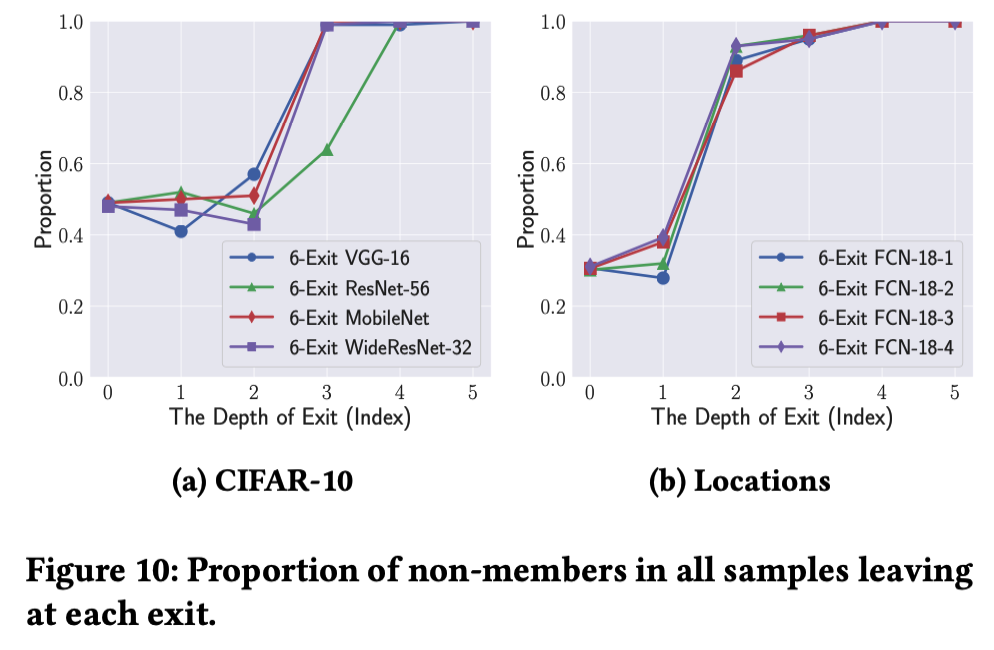 1.0
0.8
0.6
0.4
0.2
0.0
Proportion
0 1 2 3 4 5
The Depth of Exit (Index)
6-Exit VGG-16
6-Exit ResNet-56
6-Exit MobileNet
6-Exit WideResNet-32
(a) CIFAR-10
1.0
0.8
0.6
0.4
0.2
0.0
Proportion
0 1 2 3 4 5
The Depth of Exit (Index)
6-Exit FCN-18-1
6-Exit FCN-18-2
6-Exit FCN-18-3
6-Exit FCN-18-4
(b) Locations
Figure 10: Proportion of non-members in all samples leaving
at each exit.